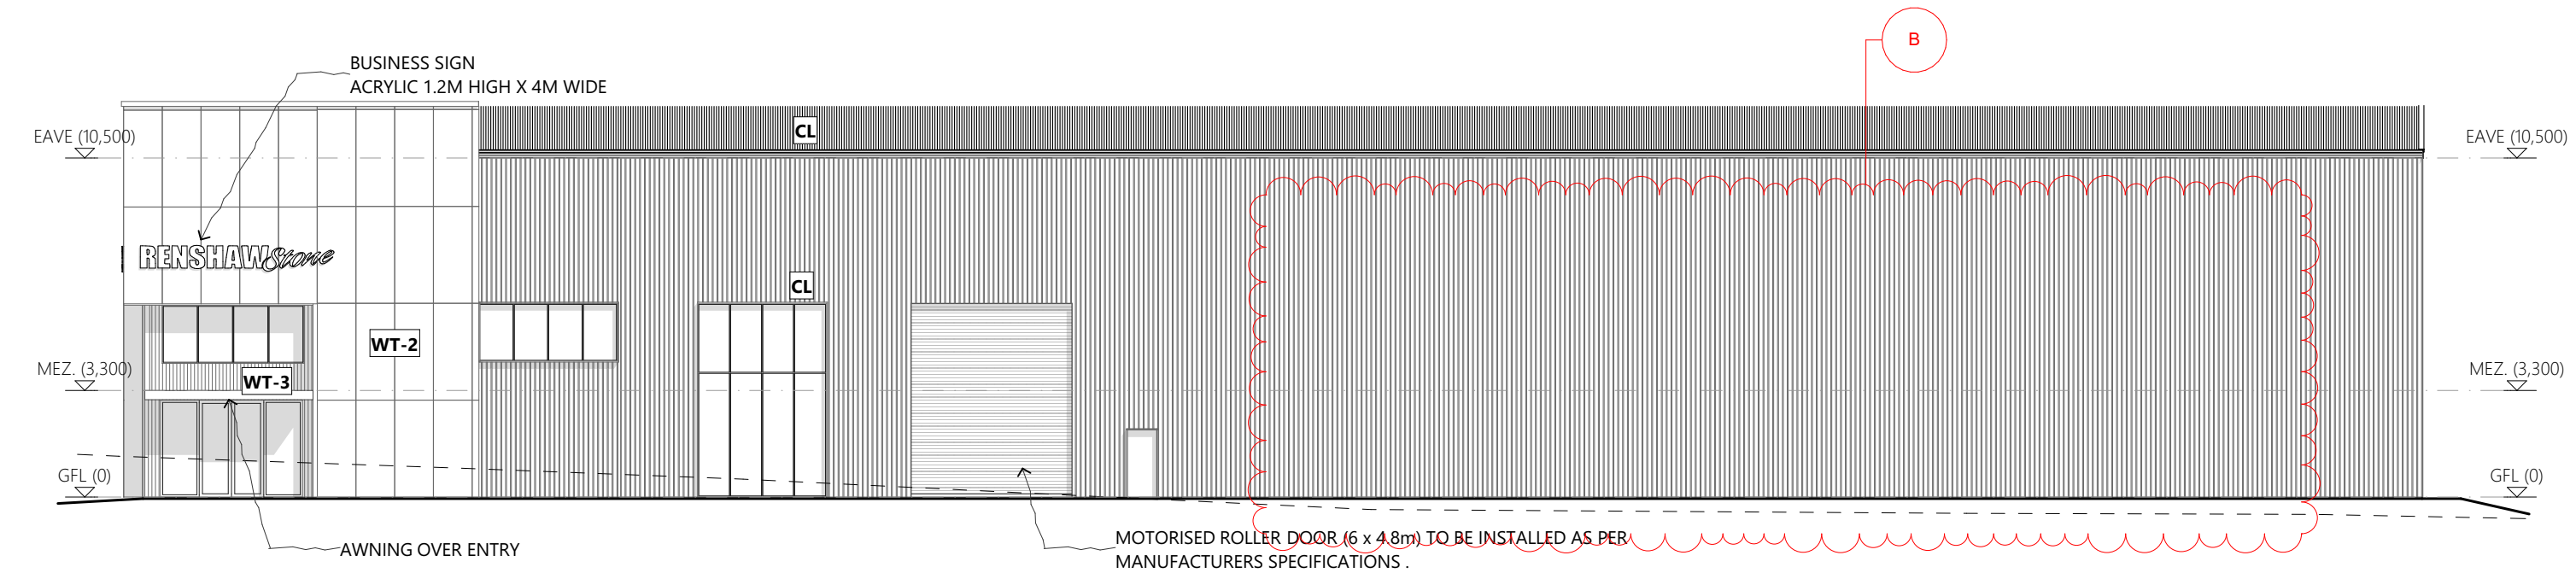 B
BUSINESS SIGN
ACRYLIC 1.2M HIGH X 4M WIDE
EAVE (10,500)
CL
EAVE (10,500)
RENSHAW Stone
CL
WT-2
MEZ. (3,300)
WT-3
MEZ. (3,300)
GFL (0)
GFL (0)
AWNING OVER ENTRY
MOTORISED ROLLER DOOR (6 x 4.8m) TO BE INSTALLED AS PER
MANUFACTURERS SPECIFICATIONS .